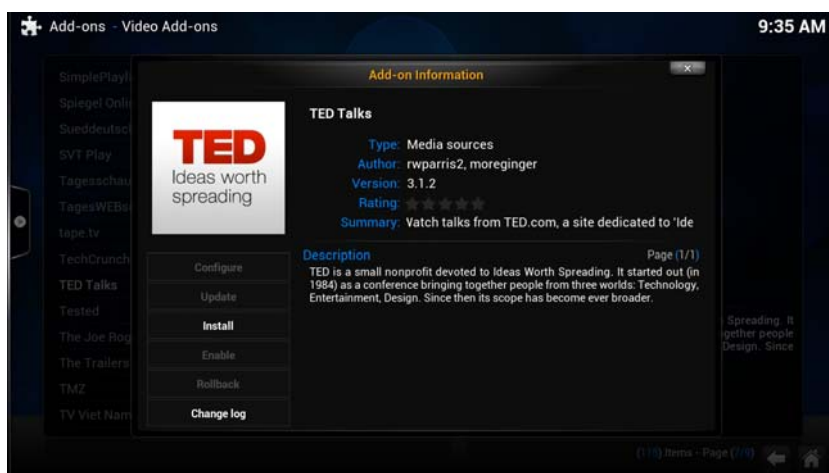 Add-ons - Video Add-ons
9:35 AM
Add-on Information
SimplePlayli
Spiegel Onli
Sueddeutsc
SVT Play
Tagesschau
TagesWEBs
tape.tv
TechCrunch
TED Talks
Tested
The Joe Rog
The Trailers
TMZ
TV Viet Nam
TED
Ideas worth
spreading
Configure
Update
Install
Enable
Rollback
Change log
TED Talks
Type: Media sources
Author: rwparris2, moreginger
Version: 3.1.2
Rating:
Summary: Vatch talks from TED.com, a site dedicated to 'Ide
Description Page (1/1)
TED is a small nonprofit devoted to Ideas Worth Spreading. It started out (in
1984) as a conference bringing together people from three worlds: Technology,
Entertainment, Design. Since then its scope has become ever broader.
Spreading. It
gether people
Design. Since
Items - Page (7/9)